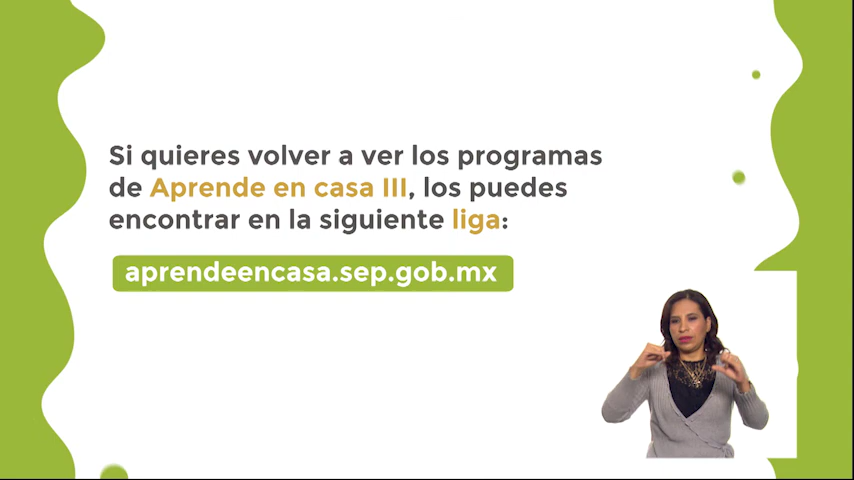 Si quieres volver a ver los programas
de Aprende en casa III, los puedes
encontrar en la siguiente liga:
aprendeencasa.sep.gob.mx